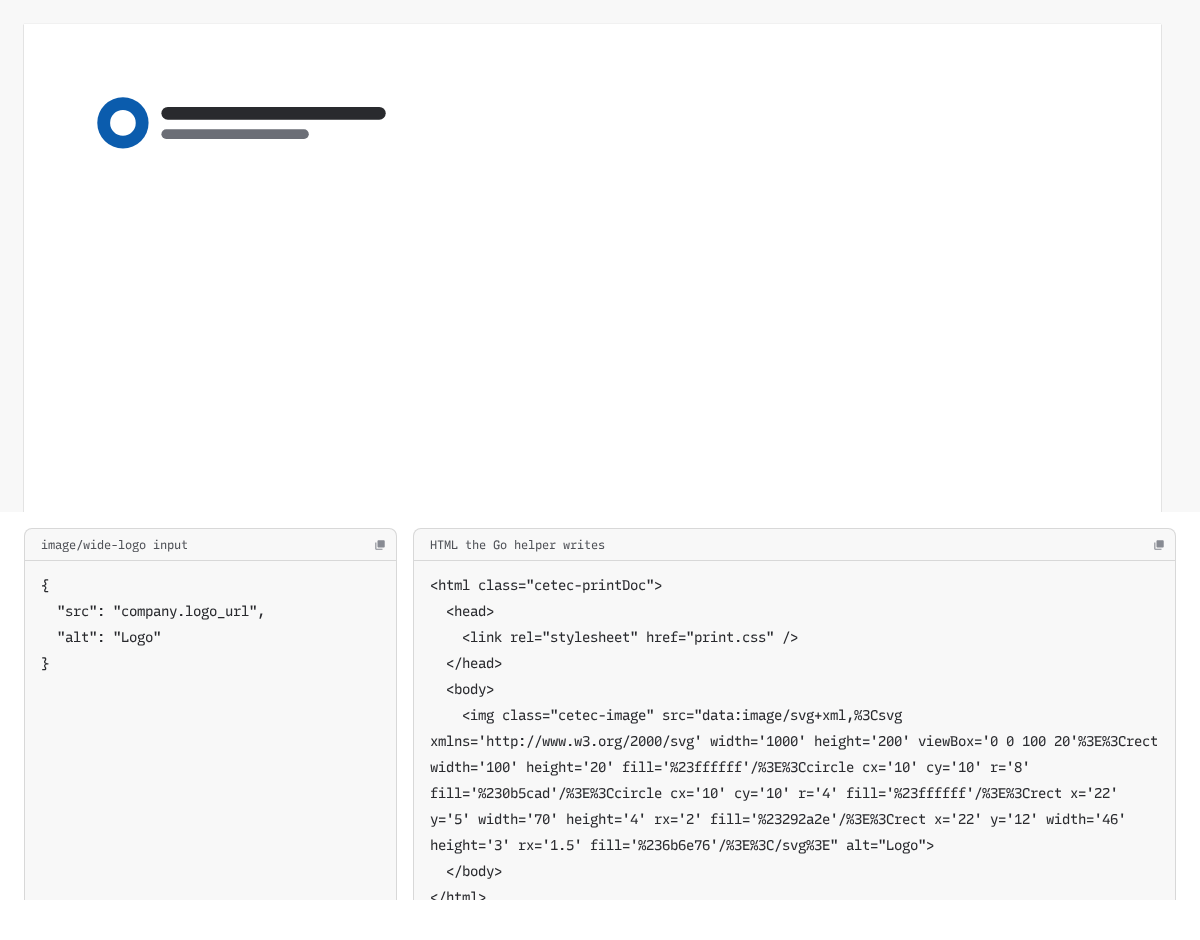 image/wide-logo input
{
  "src": "company.logo_url",
  "alt": "Logo"
}
HTML the Go helper writes
<html class="cetec-printDoc">
  <head>
    <link rel="stylesheet" href="print.css" />
  </head>
  <body>
    <img class="cetec-image" src="data:image/svg+xml,%3Csvg
xmlns='http://www.w3.org/2000/svg' width='1000' height='200' viewBox='0 0 100 20'%3E%3Crect
width='100' height='20' fill='%23ffffff'/%3E%3Ccircle cx='10' cy='10' r='8'
fill='%230b5cad'/%3E%3Ccircle cx='10' cy='10' r='4' fill='%23ffffff'/%3E%3Crect x='22'
y='5' width='70' height='4' rx='2' fill='%23292a2e'/%3E%3Crect x='22' y='12' width='46'
height='3' rx='1.5' fill='%236b6e76'/%3E%3C/svg%3E" alt="Logo">
  </body>
</html>